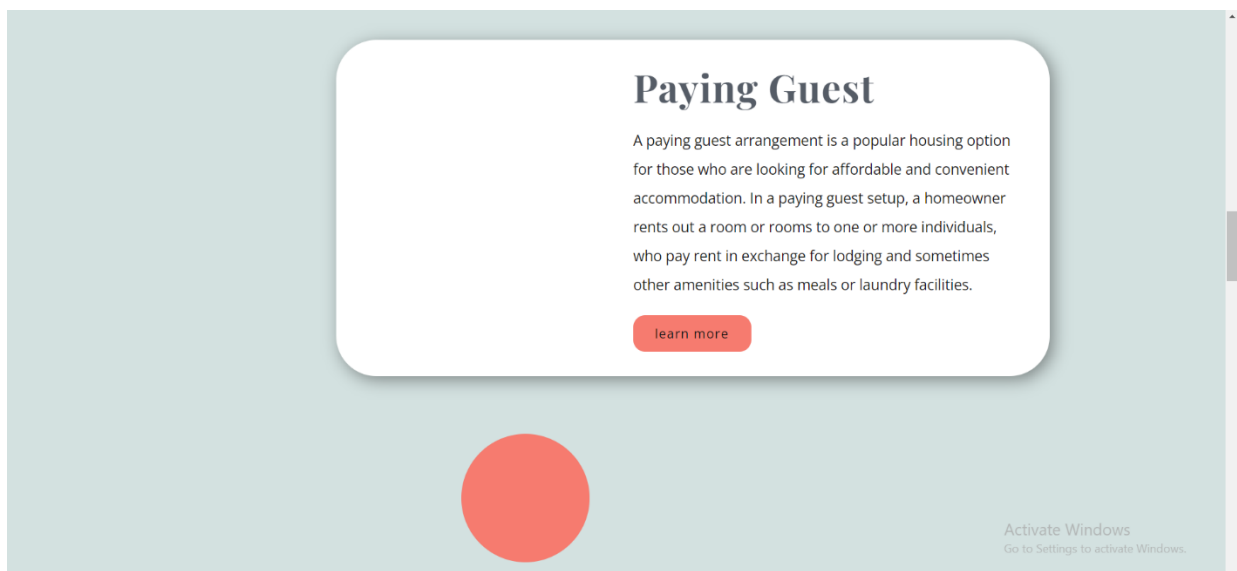 Paying Guest
A paying guest arrangement is a popular housing option
for those who are looking for affordable and convenient
accommodation. In a paying guest setup, a homeowner
rents out a room or rooms to one or more individuals,
who pay rent in exchange for lodging and sometimes
other amenities such as meals or laundry facilities.
learn more
Activate Windows
Go to Settings to activate Windows.